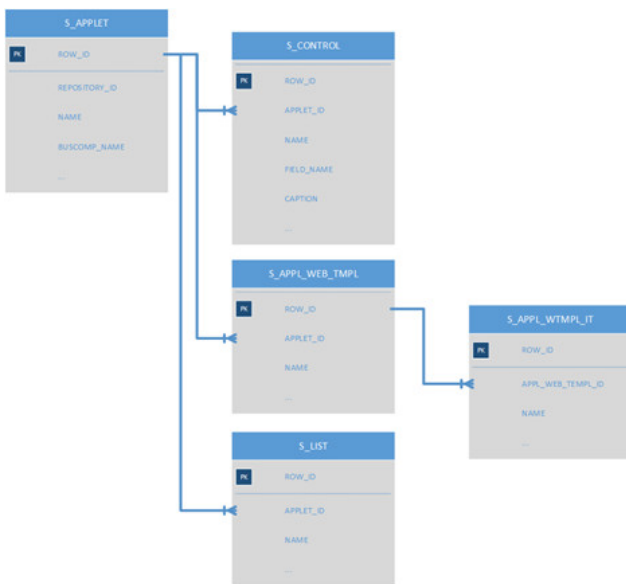 S_APPLET
PK ROW_ID
REPOSITORY_ID
NAME
BUSCOMP_NAME
...
S_CONTROL
PK ROW_ID
APPLET_ID
NAME
FIELD_NAME
CAPTION
...
S_APPL_WEB_TMPL
PK ROW_ID
APPLET_ID
NAME
...
S_APPL_WTMPL_IT
PK ROW_ID
APPL_WEB_TEMPL_ID
NAME
...
S_LIST
PK ROW_ID
APPLET_ID
NAME
...